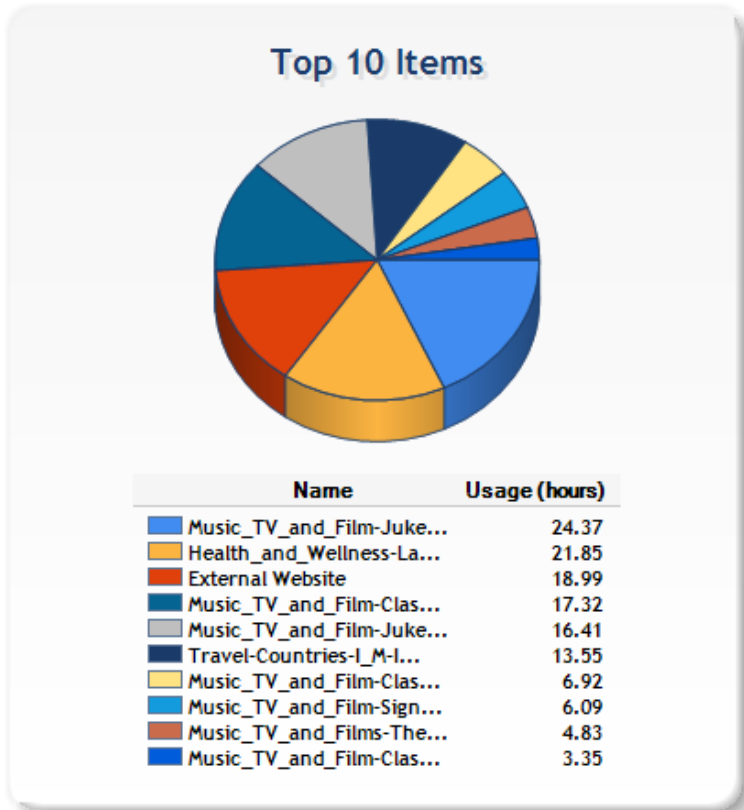 Top 10 Items
Name Usage (hours)
Music_TV_and_Film-Juke... 24.37
Health_and_Wellness-La... 21.85
External Website 18.99
Music_TV_and_Film-Clas... 17.32
Music_TV_and_Film-Juke... 16.41
Travel-Countries-I_M-I... 13.55
Music_TV_and_Film-Clas... 6.92
Music_TV_and_Film-Sign... 6.09
Music_TV_and_Films-The... 4.83
Music_TV_and_Film-Clas... 3.35